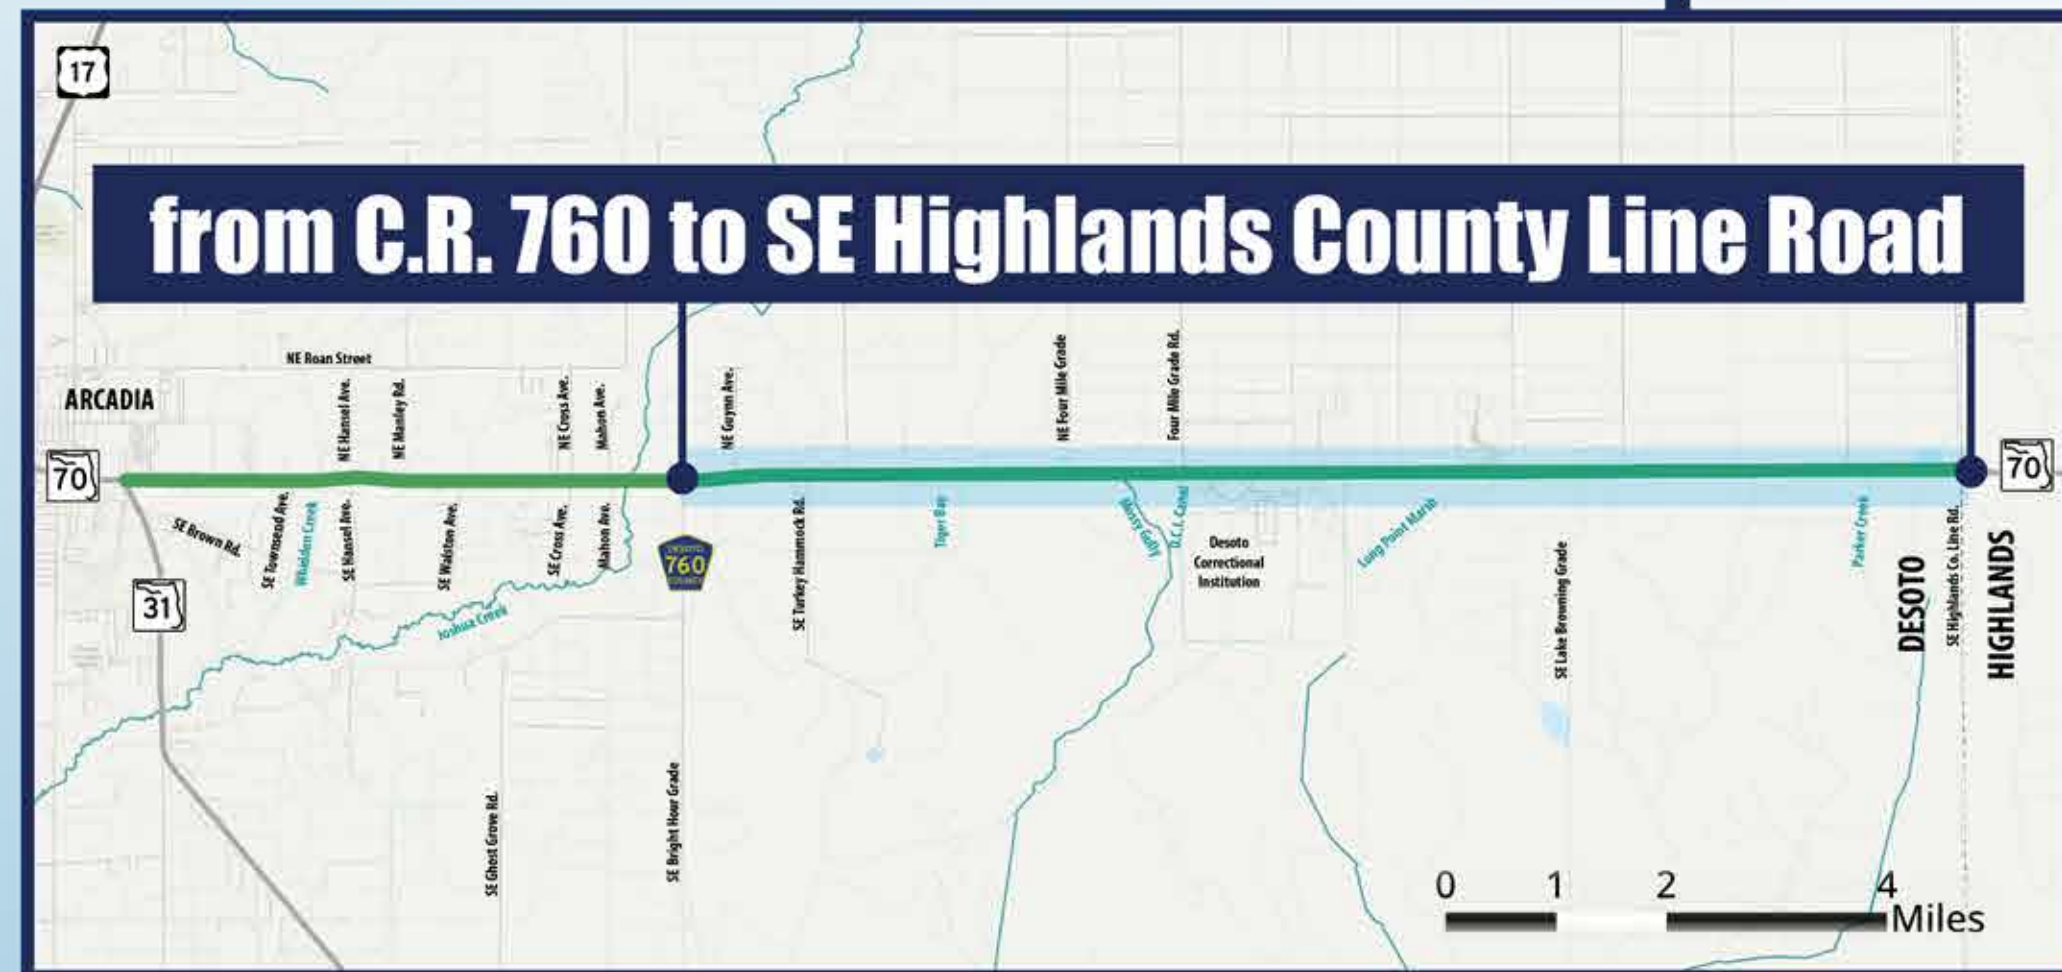 17
from C.R. 760 to SE Highlands County Line Road
NE Roan Street
ARCADIA
NE Hansel Ave.
NE Manley Rd.
NE Cross Ave.
Mahon Ave.
NE Guynn Ave.
NE Four Mile Grade
Four Mile Grade Rd.
70
70
SE Brown Rd.
SE Townsend Ave.
Whidden Creek
SE Hansel Ave.
SE Walston Ave.
SE Cross Ave.
Mahon Ave.
DESOTO
760
COUNTY
SE Turkey Hammock Rd.
Tiger Bay
Mossy Gully
D.C.I. Canal
Desoto
Correctional
Institution
Long Point Marsh
SE Lake Browning Grade
Parker Creek
DESOTO
SE Highlands Co. Line Rd.
HIGHLANDS
31
Joshua Creek
SE Ghost Grove Rd.
SE Bright Hour Grade
0 1 2 4
Miles